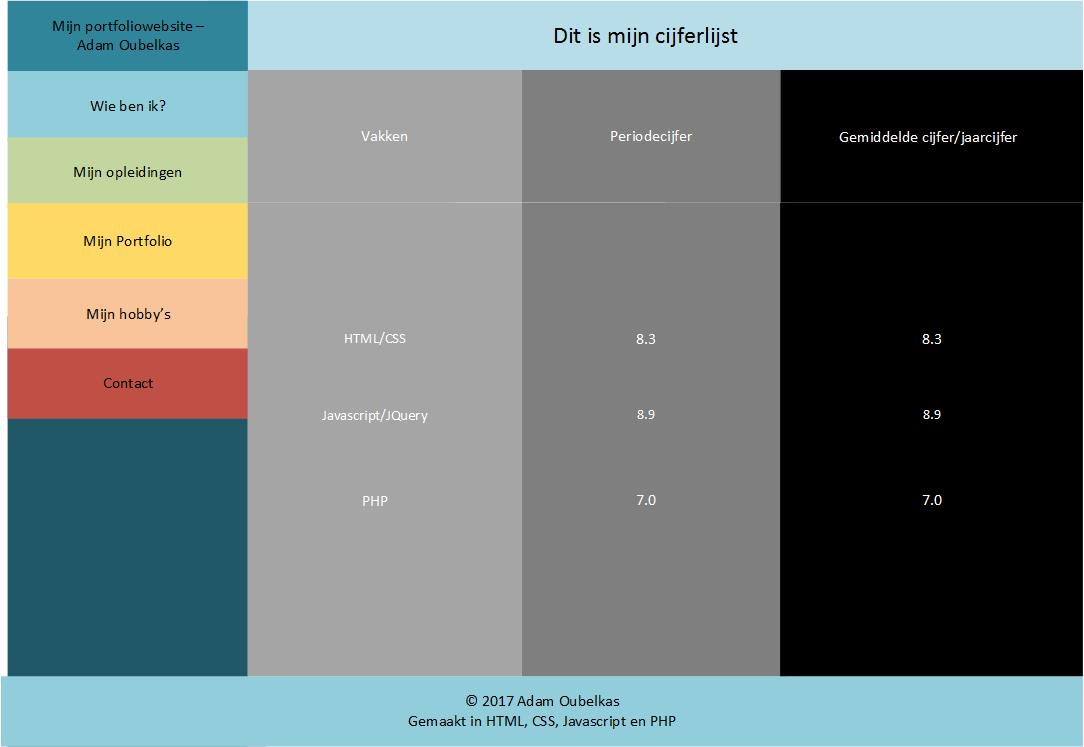 Mijn portfoliowebsite –
Adam Oubelkas
Dit is mijn cijferlijst
Wie ben ik?
Mijn opleidingen
Mijn Portfolio
Mijn hobby’s
Contact
Vakken Periodecijfer Gemiddelde cijfer/jaarcijfer
HTML/CSS 8.3 8.3
Javascript/JQuery 8.9 8.9
PHP 7.0 7.0
© 2017 Adam Oubelkas
Gemaakt in HTML, CSS, Javascript en PHP